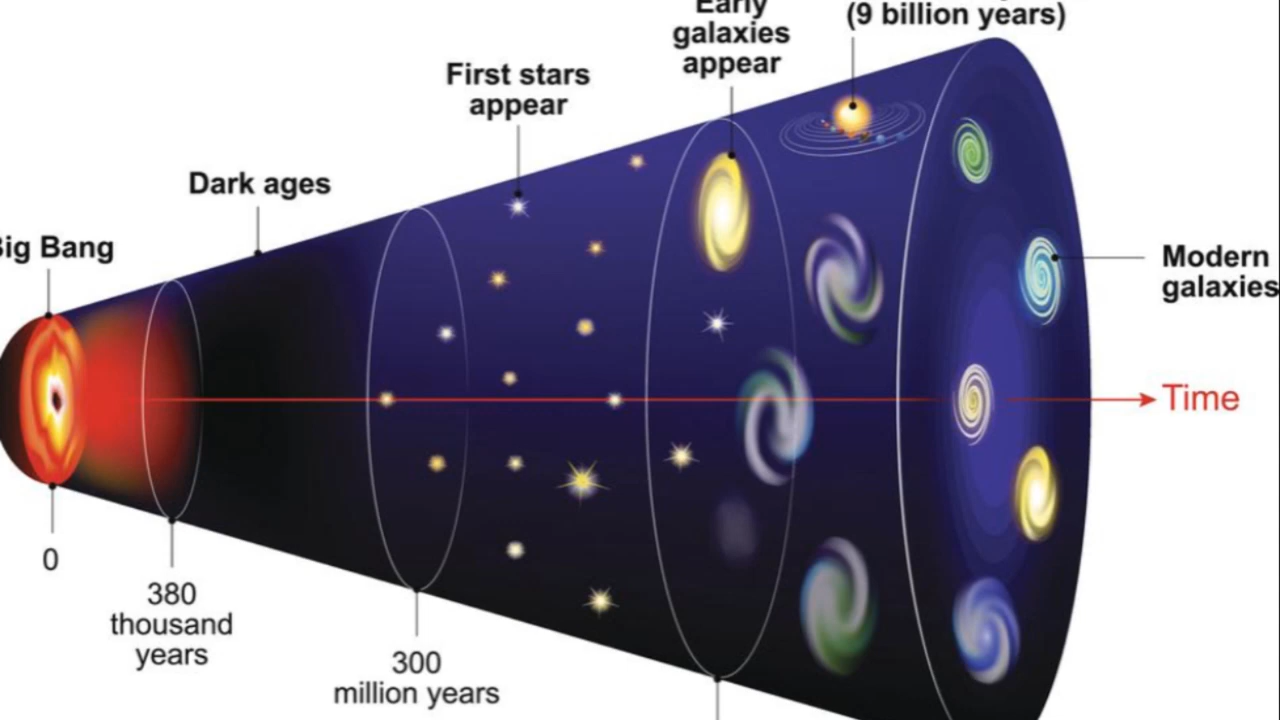 Early
galaxies
appear
(9 billion years)
First stars
appear
Dark ages
Big Bang
Modern
galaxies
Time
0
380
thousand
years
300
million years